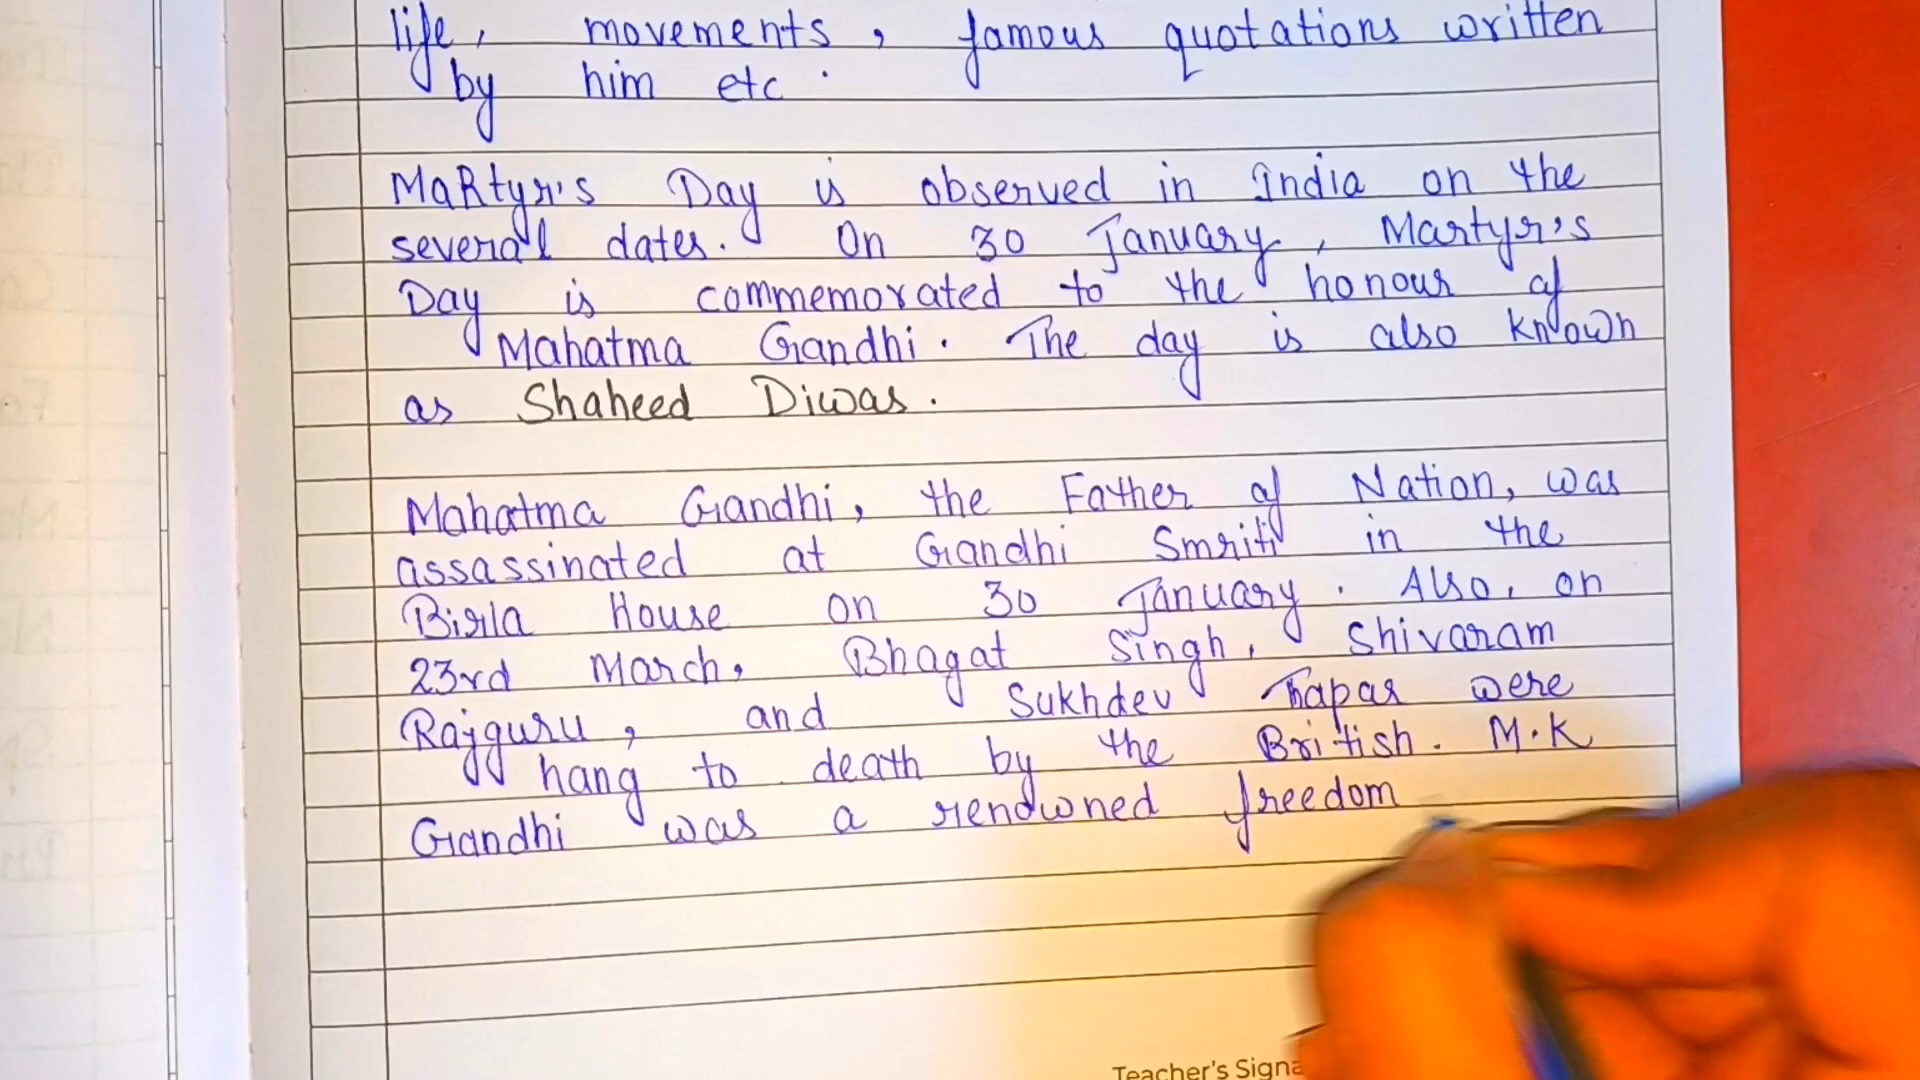 life, movements, famous quotations written
by him etc.
MaRtyr's Day is observed in India on the
several dates. On 30 January, Martyr's
Day is commemorated to the honour of
Mahatma Gandhi. The day is also known
as Shaheed Diwas.
Mahatma Gandhi, the Father of Nation, was
assassinated at Gandhi Smriti in the
Birla House on 30 January. Also, on
23rd March, Bhagat Singh, Shivaram
Rajguru, and Sukhdev Thapar were
hang to death by the British. M.K
Gandhi was a renowned freedom
Teacher's Signa